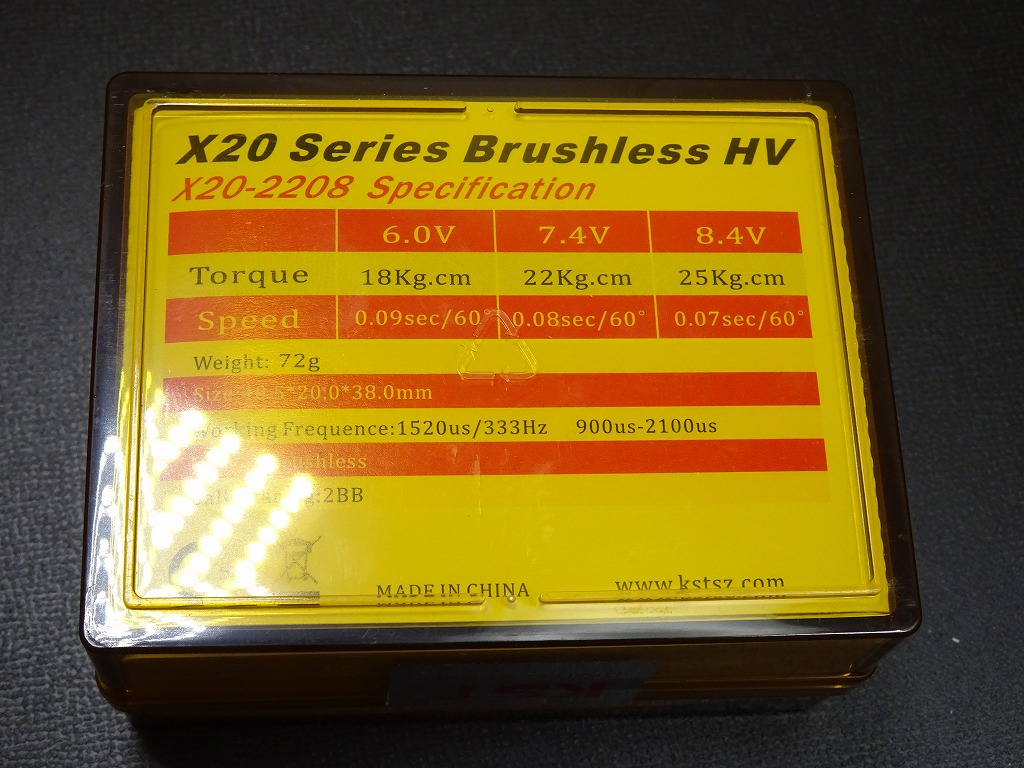 X20 Series Brushless HV
X20-2208 Specification
6.0V 7.4V 8.4V
Torque 18Kg.cm 22Kg.cm 25Kg.cm
Speed 0.09sec/60° 0.08sec/60° 0.07sec/60°
Weight: 72g
Frequence:1520us/333Hz 900us-2100us
MADE IN CHINA
www.kstsz.com